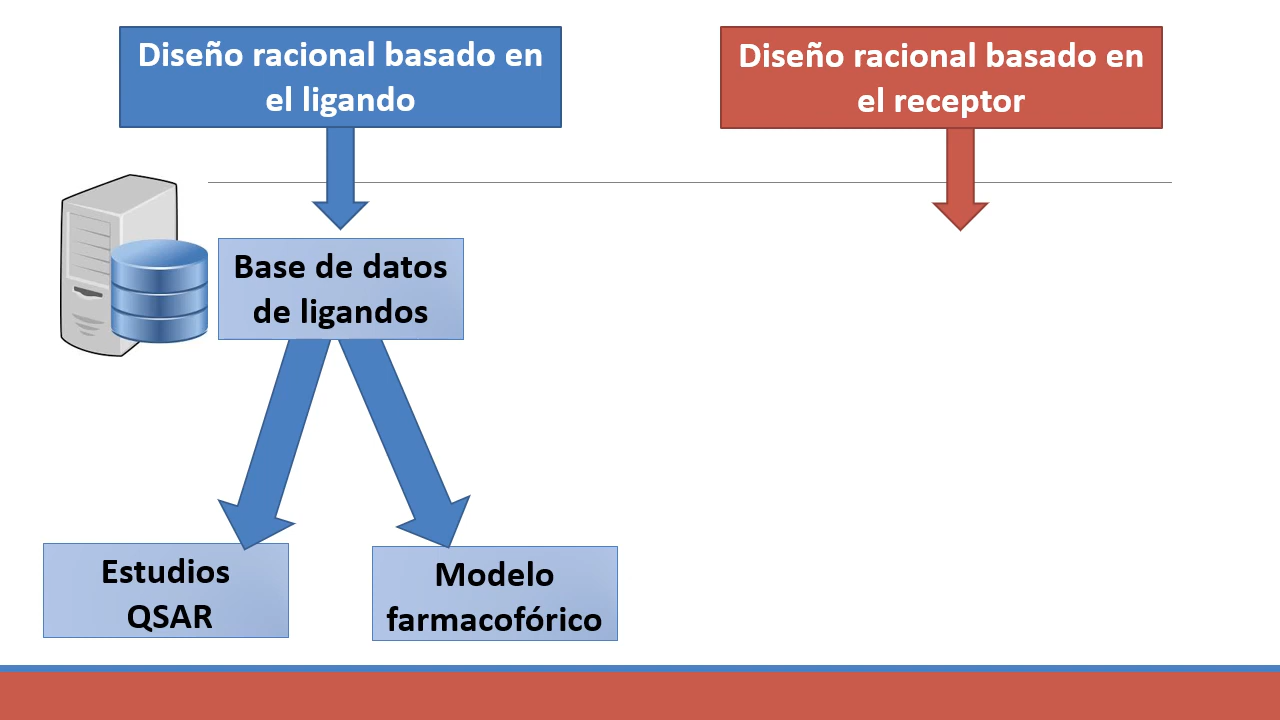 Diseño racional basado en
el ligando
Diseño racional basado en
el receptor
Base de datos
de ligandos
Estudios
QSAR
Modelo
farmacofórico